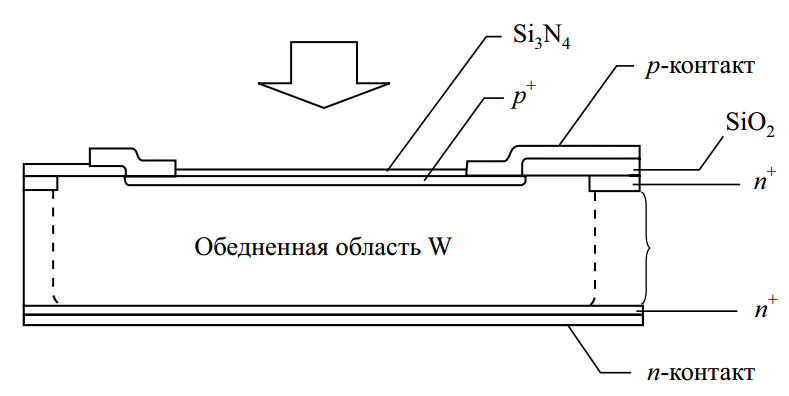 Si₃N₄
p-контакт
p⁺
SiO₂
n⁺
Обедненная область W
n⁺
n-контакт